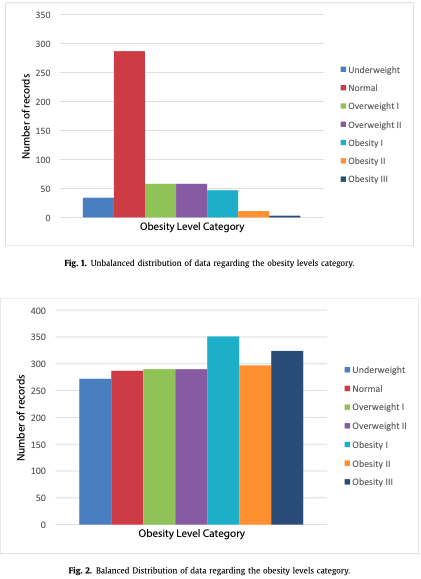 350
300
250
200
150
100
50
0
Number of records
Obesity Level Category
Underweight
Normal
Overweight I
Overweight II
Obesity I
Obesity II
Obesity III
Fig. 1. Unbalanced distribution of data regarding the obesity levels category.
400
350
300
250
200
150
100
50
0
Number of records
Obesity Level Category
Underweight
Normal
Overweight I
Overweight II
Obesity I
Obesity II
Obesity III
Fig. 2. Balanced Distribution of data regarding the obesity levels category.